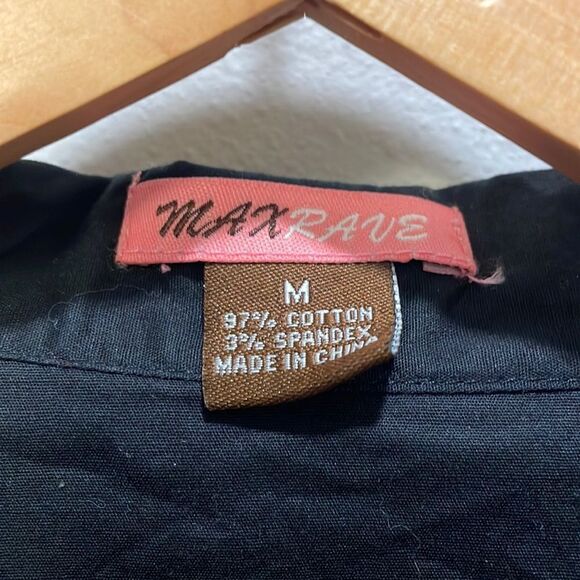 MAXRAVE
M
97% COTTON
3% SPANDEX
MADE IN CHINA